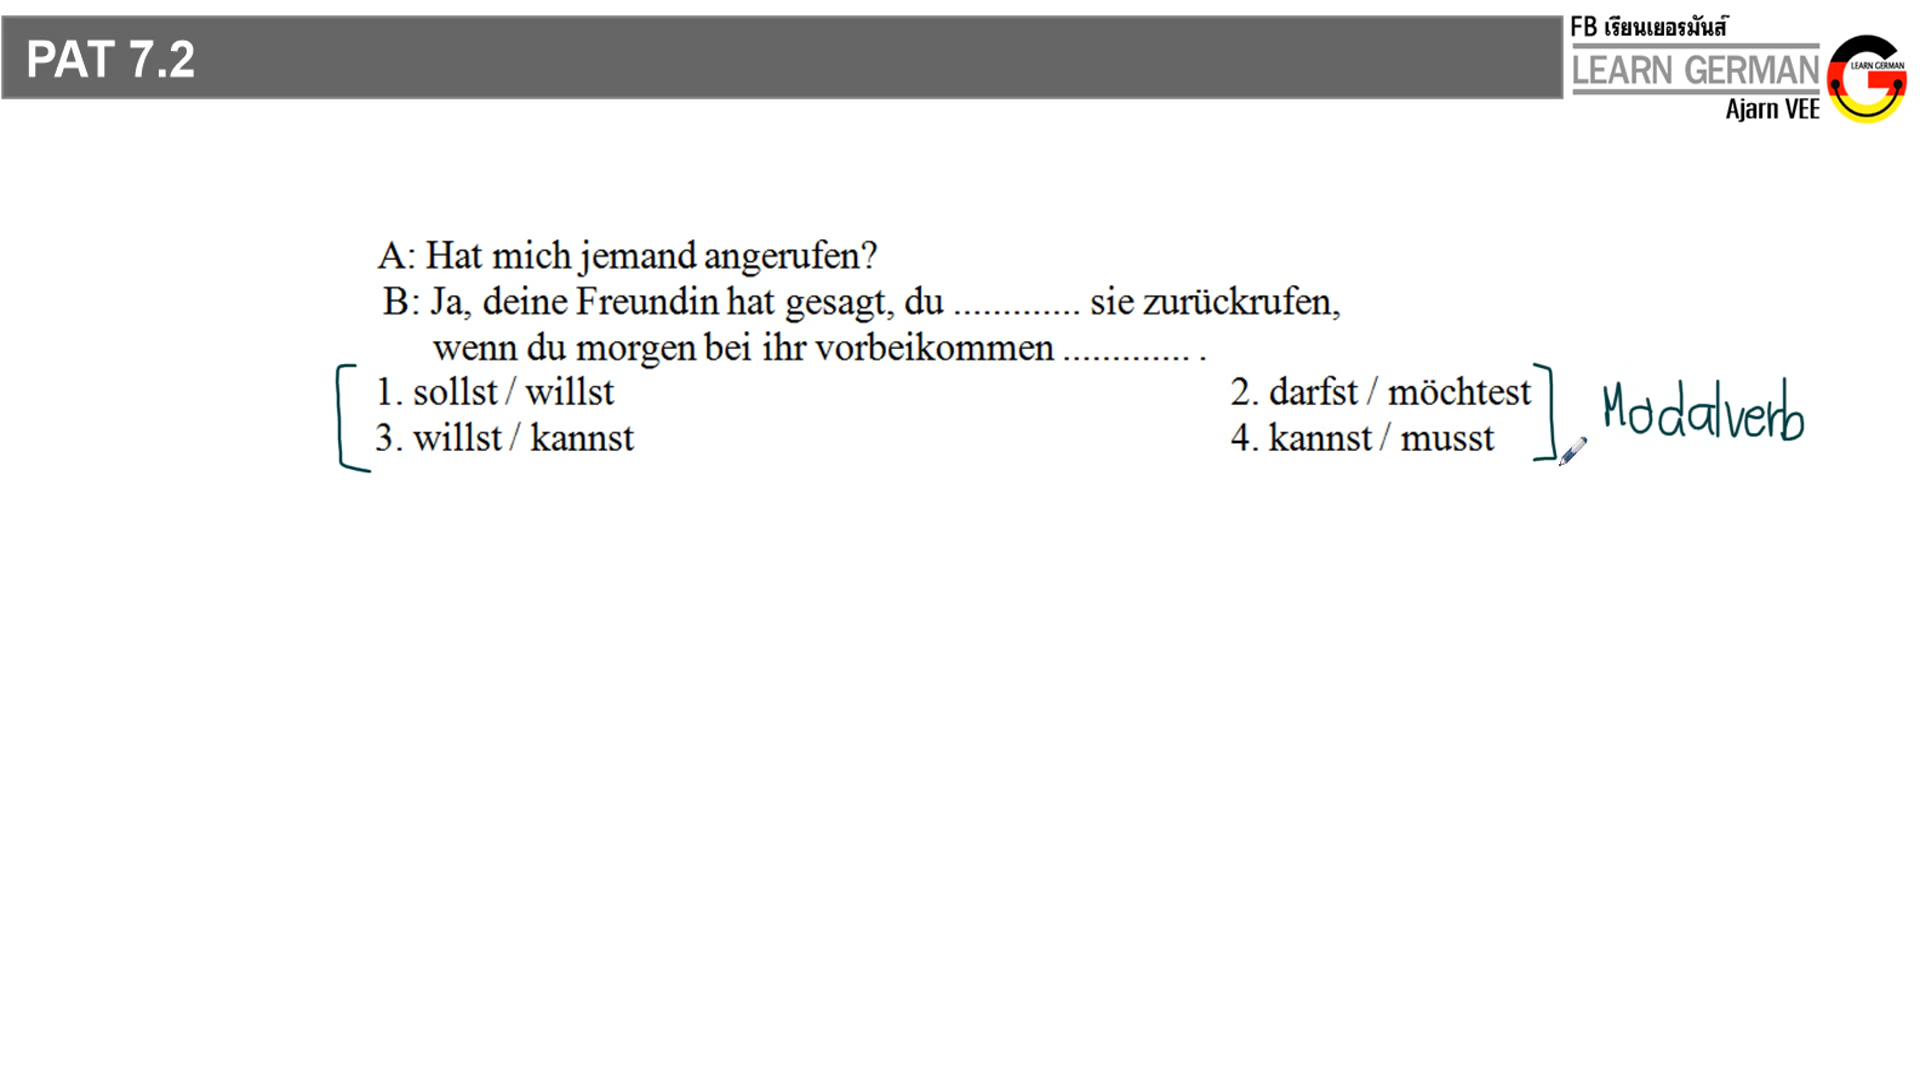 PAT 7.2
FB เรียนเยอรมันส์
LEARN GERMAN
Ajarn VEE
LEARN GERMAN
A: Hat mich jemand angerufen?
B: Ja, deine Freundin hat gesagt, du ............. sie zurückrufen,
wenn du morgen bei ihr vorbeikommen ............. .
1. sollst / willst
2. darfst / möchtest
3. willst / kannst
4. kannst / musst
Modalverb